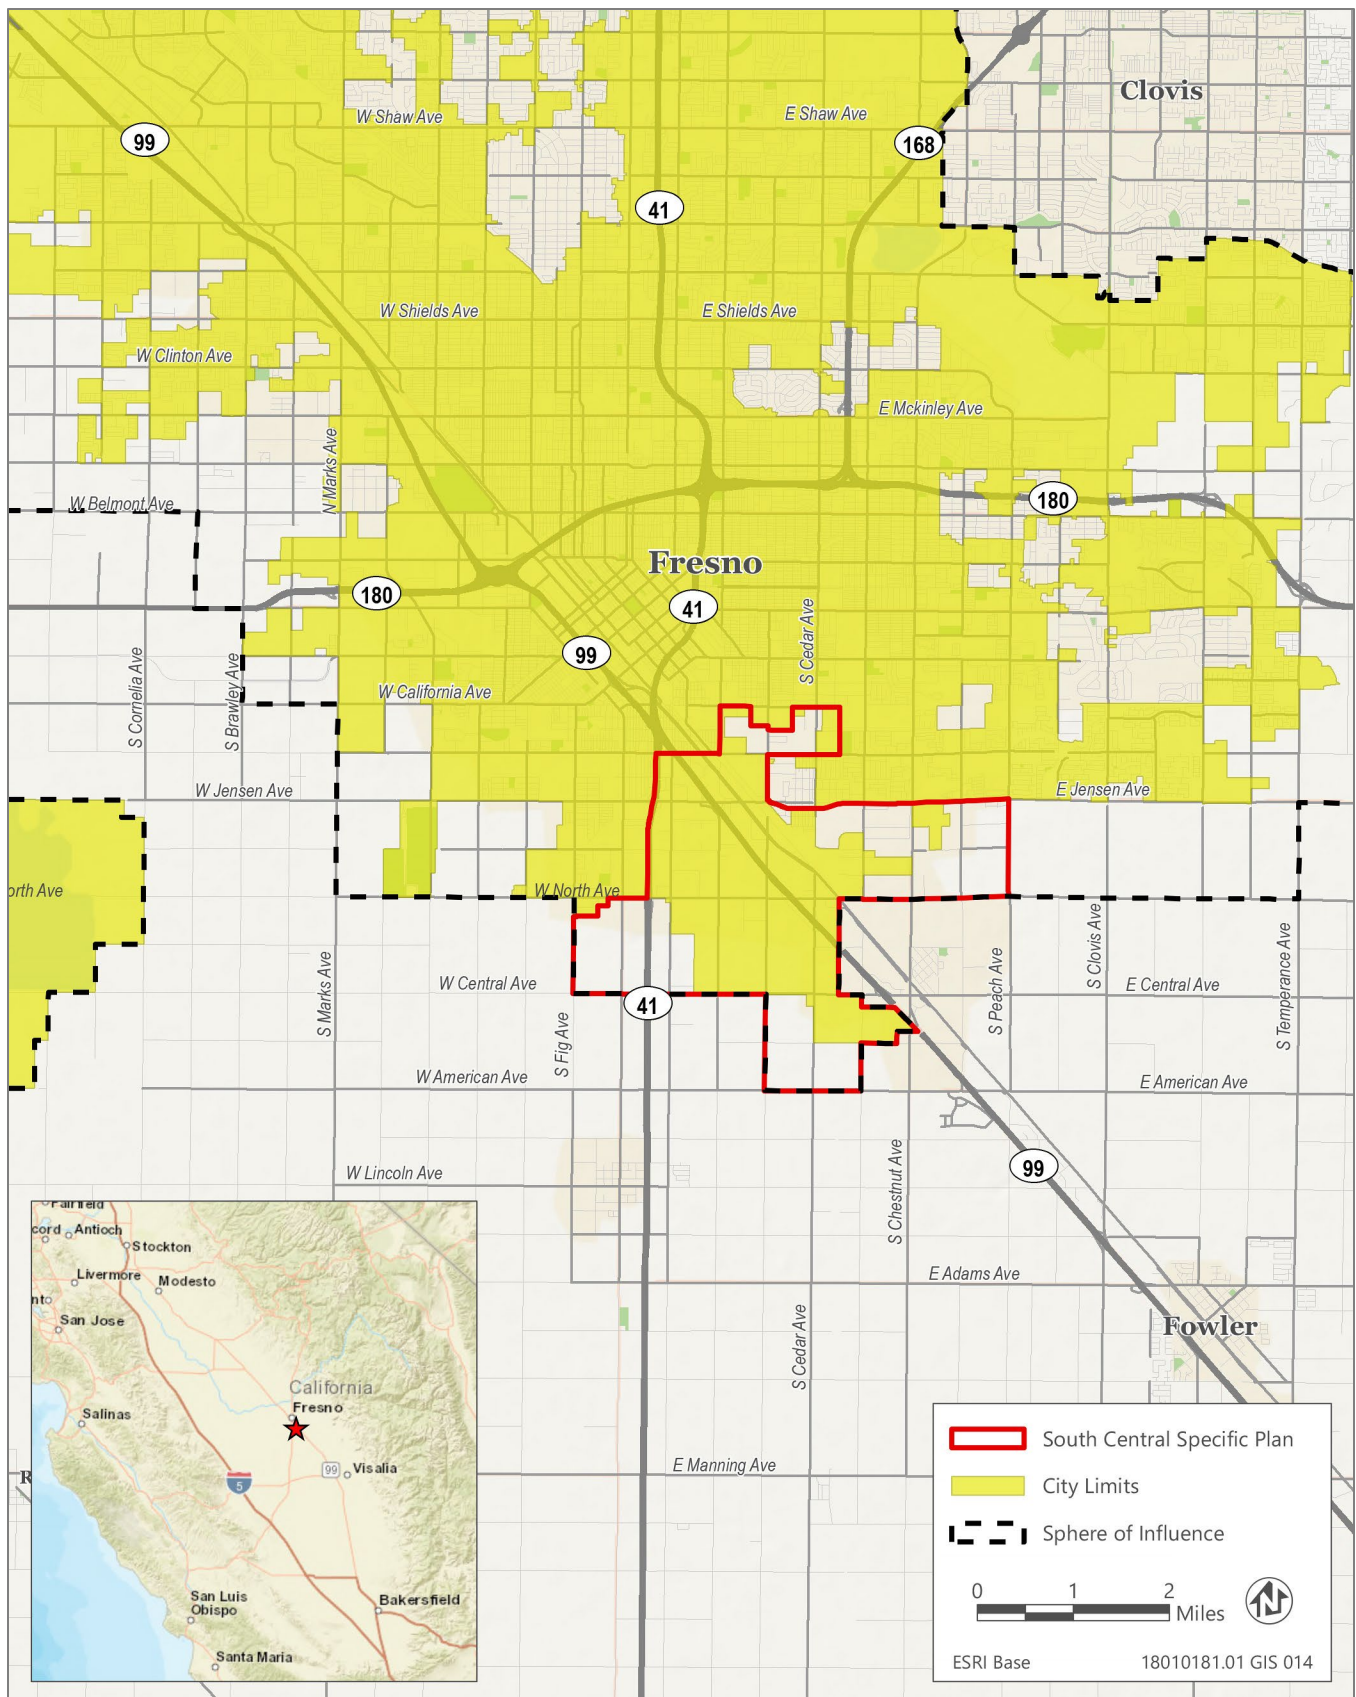 Clovis
W Shaw Ave
E Shaw Ave
99
168
41
W Shields Ave
E Shields Ave
W Clinton Ave
E Mckinley Ave
N Marks Ave
W Belmont Ave
180
Fresno
180
41
S Cedar Ave
99
S Cornelia Ave
S Brawley Ave
W California Ave
W Jensen Ave
E Jensen Ave
orth Ave
W North Ave
S Marks Ave
W Central Ave
S Fig Ave
41
S Peach Ave
S Clovis Ave
E Central Ave
S Temperance Ave
W American Ave
E American Ave
W Lincoln Ave
S Chestnut Ave
99
E Adams Ave
Fowler
S Cedar Ave
E Manning Ave
R
Fairfield
cord
Antioch
Stockton
Livermore
Modesto
nt
San Jose
California
Fresno
Salinas
99
Visalia
5
San Luis
Obispo
Bakersfield
Santa Maria
South Central Specific Plan
City Limits
Sphere of Influence
0 1 2
Miles
N
ESRI Base 18010181.01 GIS 014